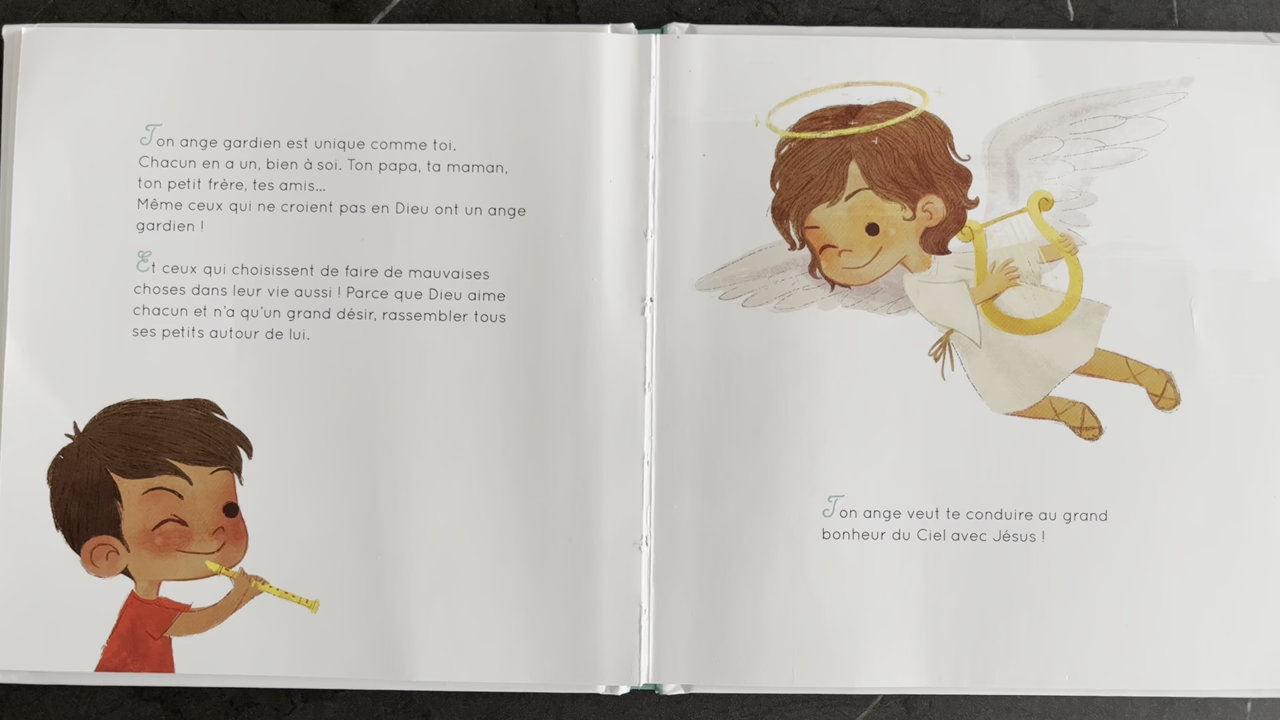 Ton ange gardien est unique comme toi.
Chacun en a un, bien à soi. Ton papa, ta maman,
ton petit frère, tes amis...
Même ceux qui ne croient pas en Dieu ont un ange
gardien !
Et ceux qui choisissent de faire de mauvaises
choses dans leur vie aussi ! Parce que Dieu aime
chacun et n'a qu'un grand désir, rassembler tous
ses petits autour de lui.
Ton ange veut te conduire au grand
bonheur du Ciel avec Jésus !